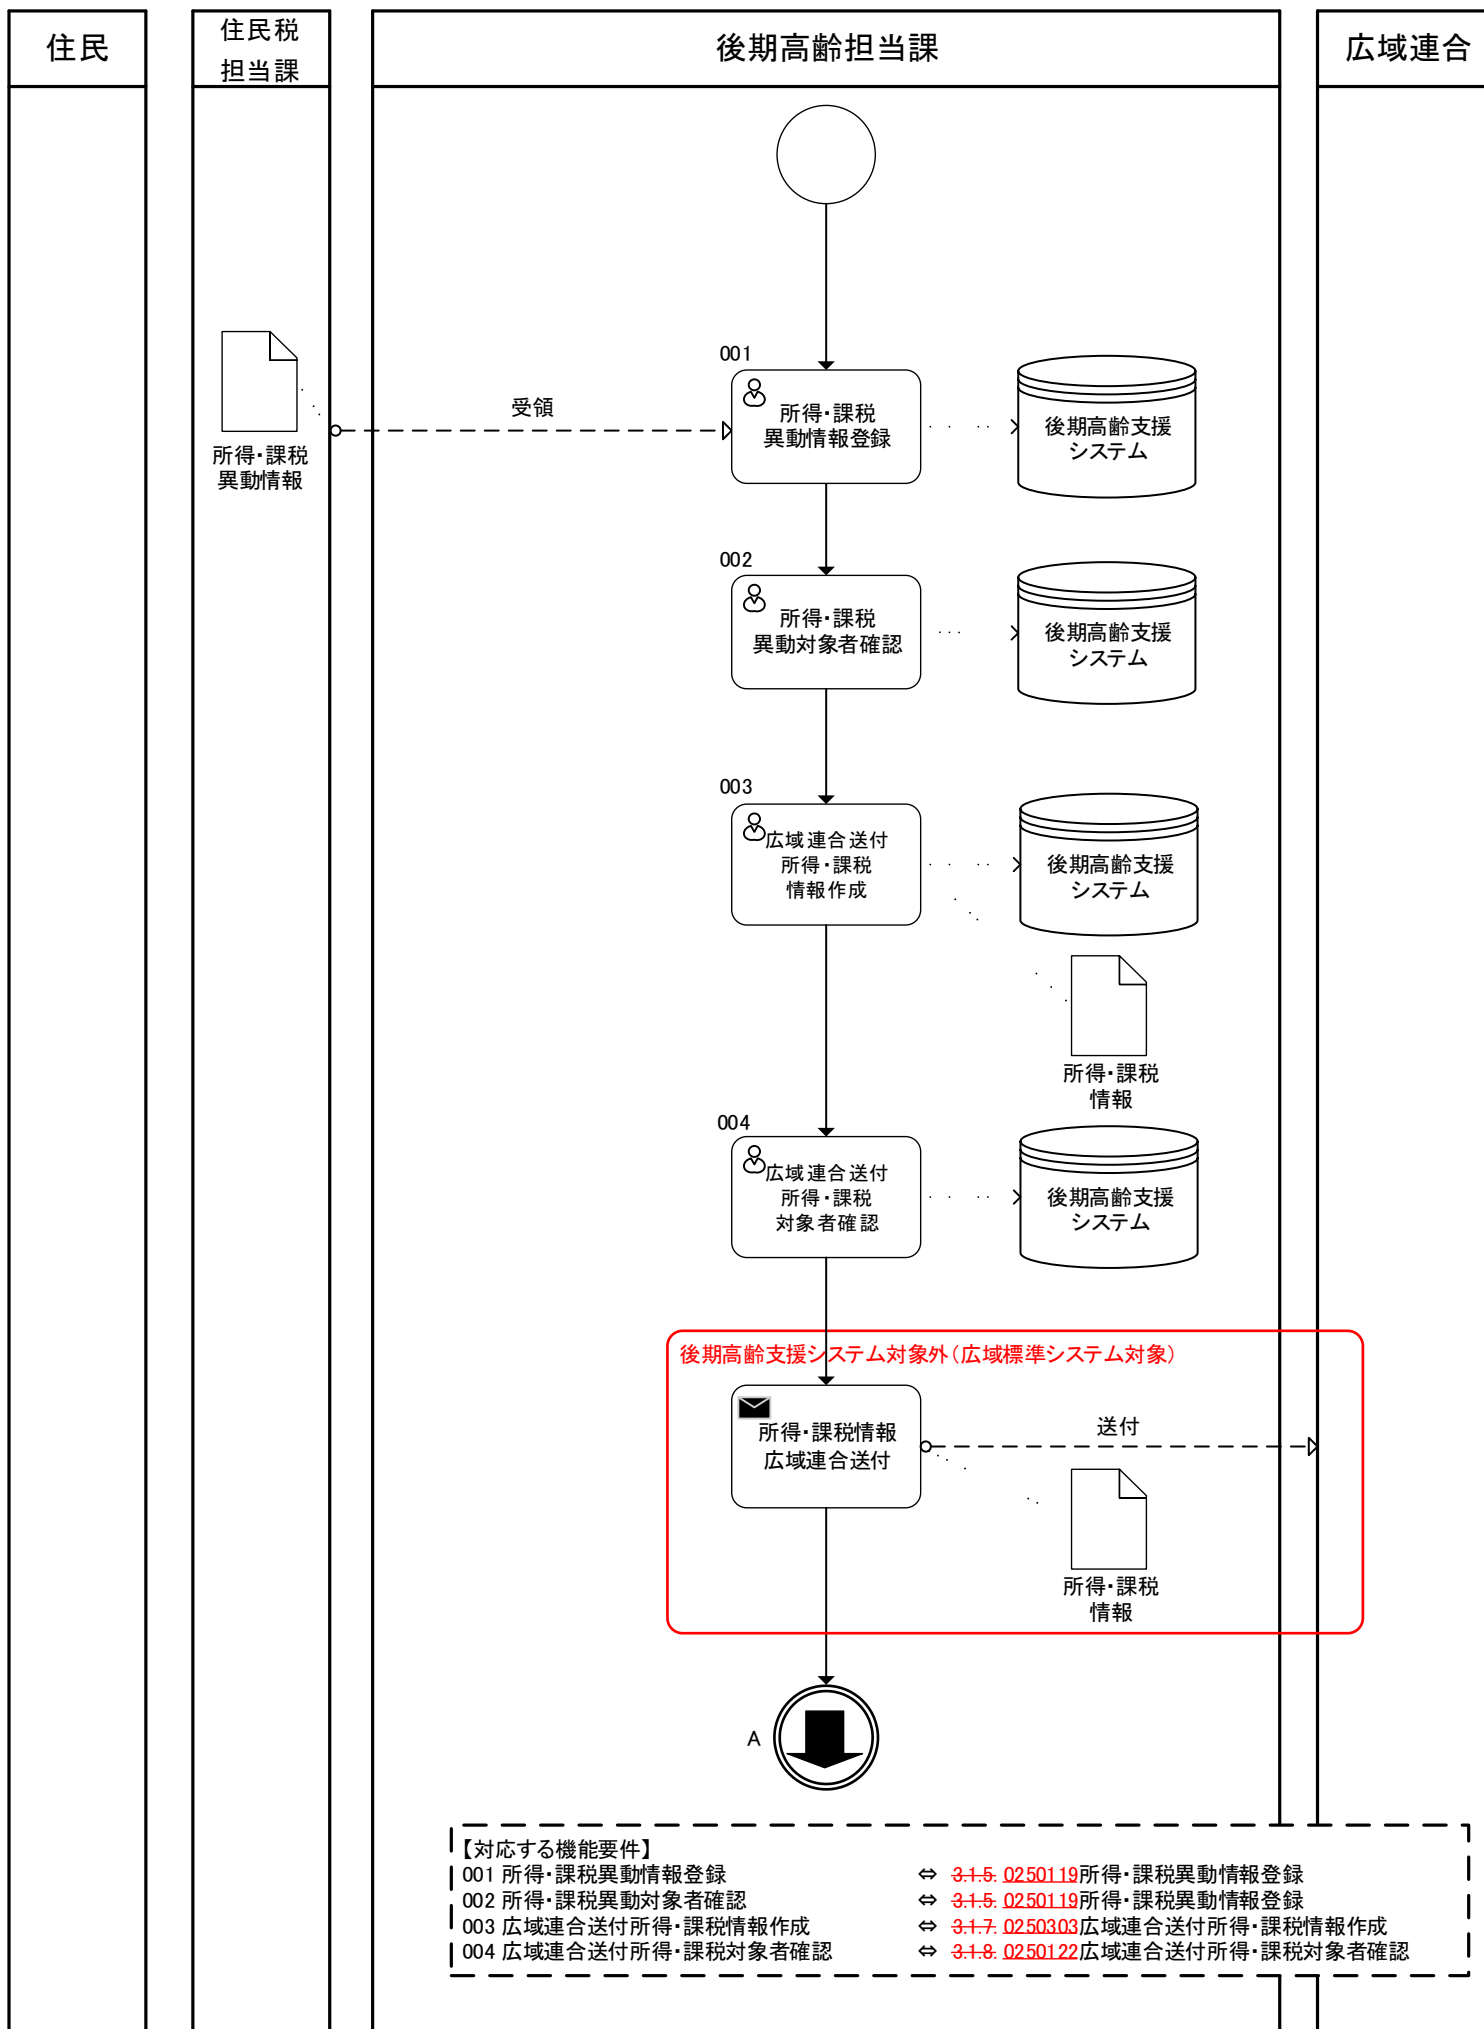 住民
住民税
担当課
後期高齢担当課
広域連合
001
所得・課税
異動情報登録
後期高齢支援
システム
受領
所得・課税
異動情報
002
所得・課税
異動対象者確認
後期高齢支援
システム
003
広域連合送付
所得・課税
情報作成
後期高齢支援
システム
所得・課税
情報
004
広域連合送付
所得・課税
対象者確認
後期高齢支援
システム
後期高齢支援システム対象外（広域標準システム対象）
所得・課税情報
広域連合送付
送付
所得・課税
情報
A
【対応する機能要件】
001 所得・課税異動情報登録 ⇔ 3.1.5. 0250119所得・課税異動情報登録
002 所得・課税異動対象者確認 ⇔ 3.1.5. 0250119所得・課税異動情報登録
003 広域連合送付所得・課税情報作成 ⇔ 3.1.7. 0250303広域連合送付所得・課税情報作成
004 広域連合送付所得・課税対象者確認 ⇔ 3.1.8. 0250122広域連合送付所得・課税対象者確認